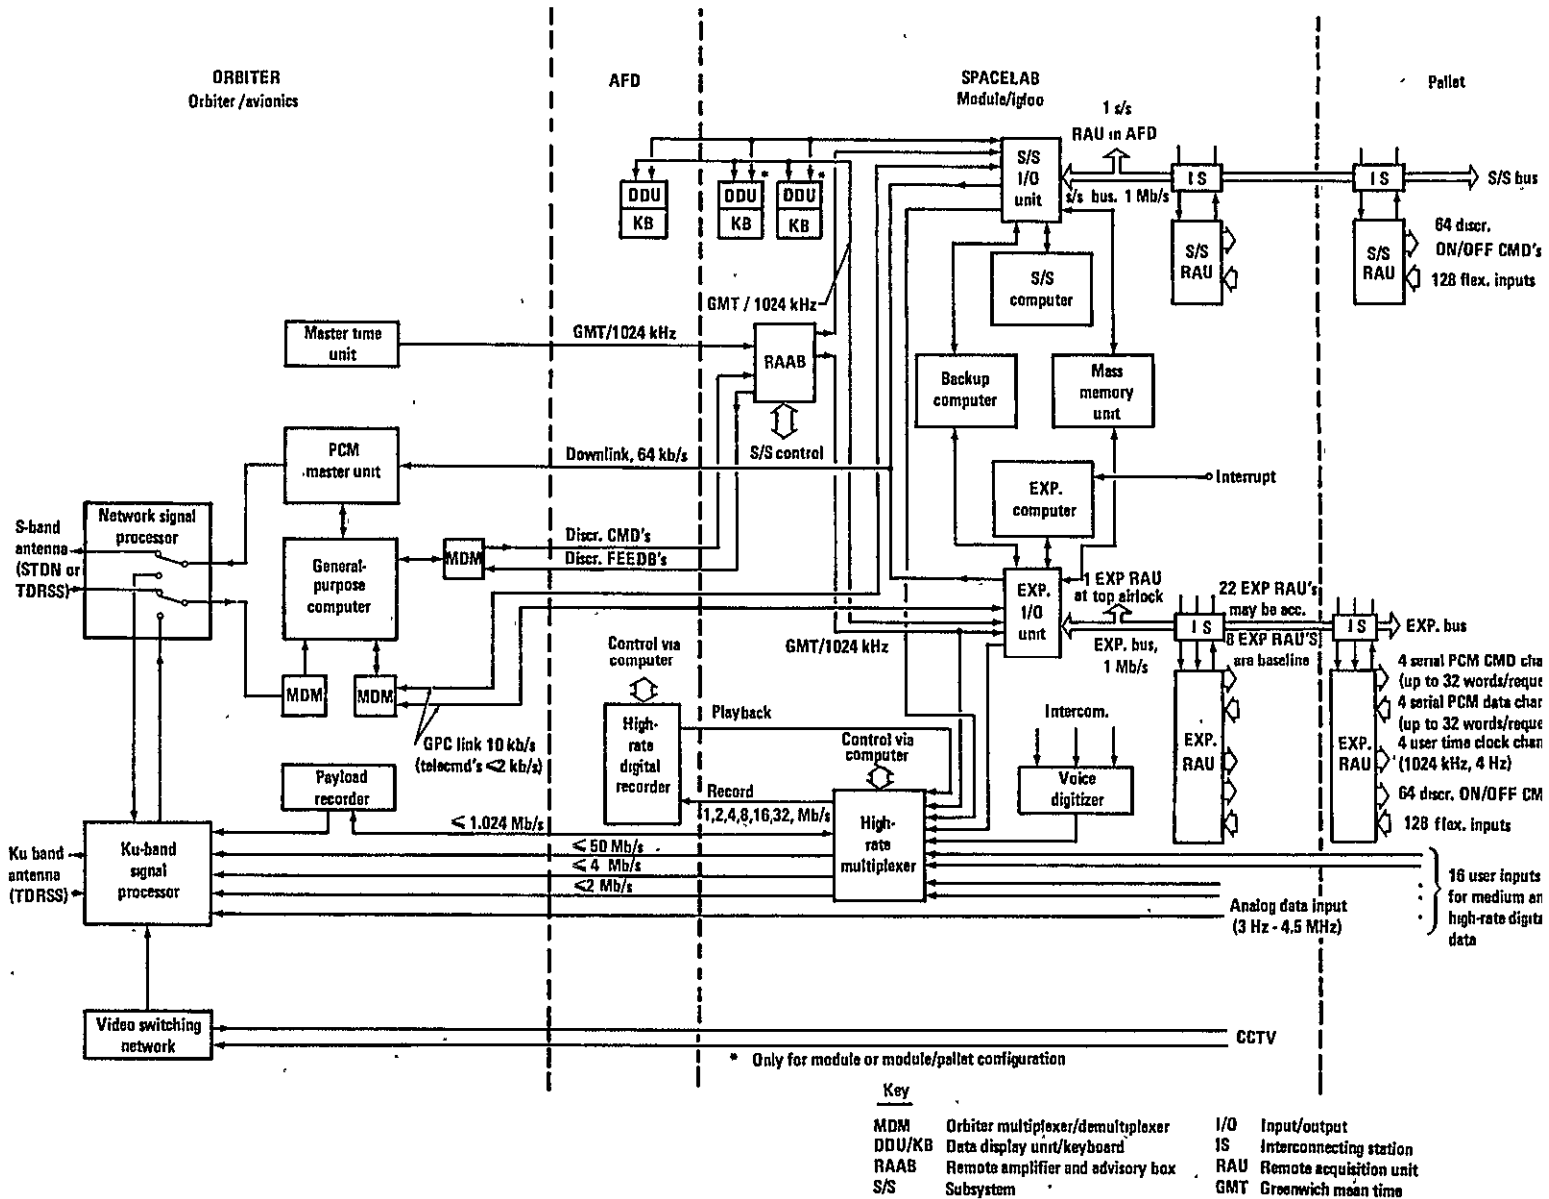 ORBITER
Orbiter/avionics
AFD
SPACELAB
Module/igloo
Pallet
1 s/s
RAU in AFD
DDU
KB
DDU
KB
*
DDU
KB
*
S/S
I/O
unit
s/s bus. 1 Mb/s
IS
IS
S/S bus
S/S
RAU
S/S
RAU
64 discr.
ON/OFF CMD's
128 flex. inputs
S/S
computer
GMT / 1024 kHz
Master time
unit
GMT/1024 kHz
RAAB
S/S control
Backup
computer
Mass
memory
unit
PCM
master unit
Downlink, 64 kb/s
EXP.
computer
Interrupt
Network signal
processor
S-band
antenna
(STDN or
TDRSS)
General-
purpose
computer
MDM
Discr. CMD's
Discr. FEEDB's
EXP.
I/O
unit
1 EXP RAU
at top airlock
22 EXP RAU's
may be acc.
8 EXP RAU'S
are baseline
IS
IS
EXP. bus
EXP. bus,
1 Mb/s
GMT/1024 kHz
MDM
MDM
GPC link 10 kb/s
(telecmd's <2 kb/s)
Control via
computer
High-
rate
digital
recorder
Playback
Record
1,2,4,8,16,32, Mb/s
Control via
computer
High-
rate
multiplexer
Intercom.
Voice
digitizer
EXP.
RAU
EXP.
RAU
4 serial PCM CMD cha
(up to 32 words/reque
4 serial PCM data char
(up to 32 words/reque
4 user time clock chan
(1024 kHz, 4 Hz)
64 discr. ON/OFF CM
128 flex. inputs
Payload
recorder
≤ 1.024 Mb/s
≤ 50 Mb/s
≤ 4 Mb/s
≤2 Mb/s
Ku band
antenna
(TDRSS)
Ku-band
signal
processor
Analog data input
(3 Hz - 4.5 MHz)
16 user inputs
for medium an
high-rate digita
data
Video switching
network
CCTV
* Only for module or module/pallet configuration
Key
MDM Orbiter multiplexer/demultiplexer
DDU/KB Data display unit/keyboard
RAAB Remote amplifier and advisory box
S/S Subsystem
I/O Input/output
IS Interconnecting station
RAU Remote acquisition unit
GMT Greenwich mean time